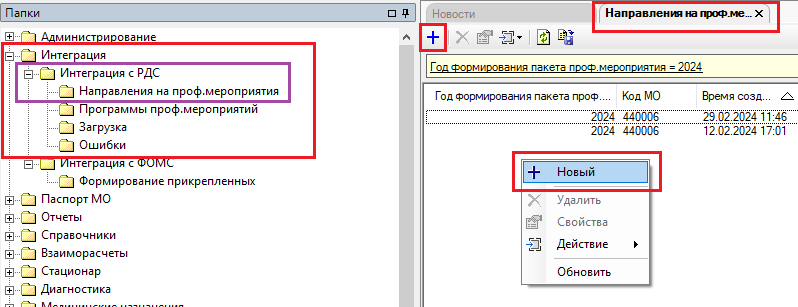 Папки
Администрирование
Интеграция
Интеграция с РДС
Направления на проф.мероприятия
Программы проф.мероприятий
Загрузка
Ошибки
Интеграция с ФОМС
Формирование прикрепленных
Паспорт МО
Отчеты
Справочники
Взаиморасчеты
Стационар
Диагностика
Медицинские назначения
Новости
Направления на проф.ме...
Год формирования пакета проф.мероприятия = 2024
Год формирования пакета проф.... Код МО Время созд...
2024 440006 29.02.2024 11:46
2024 440006 12.02.2024 17:01
Новый
Удалить
Свойства
Действие
Обновить